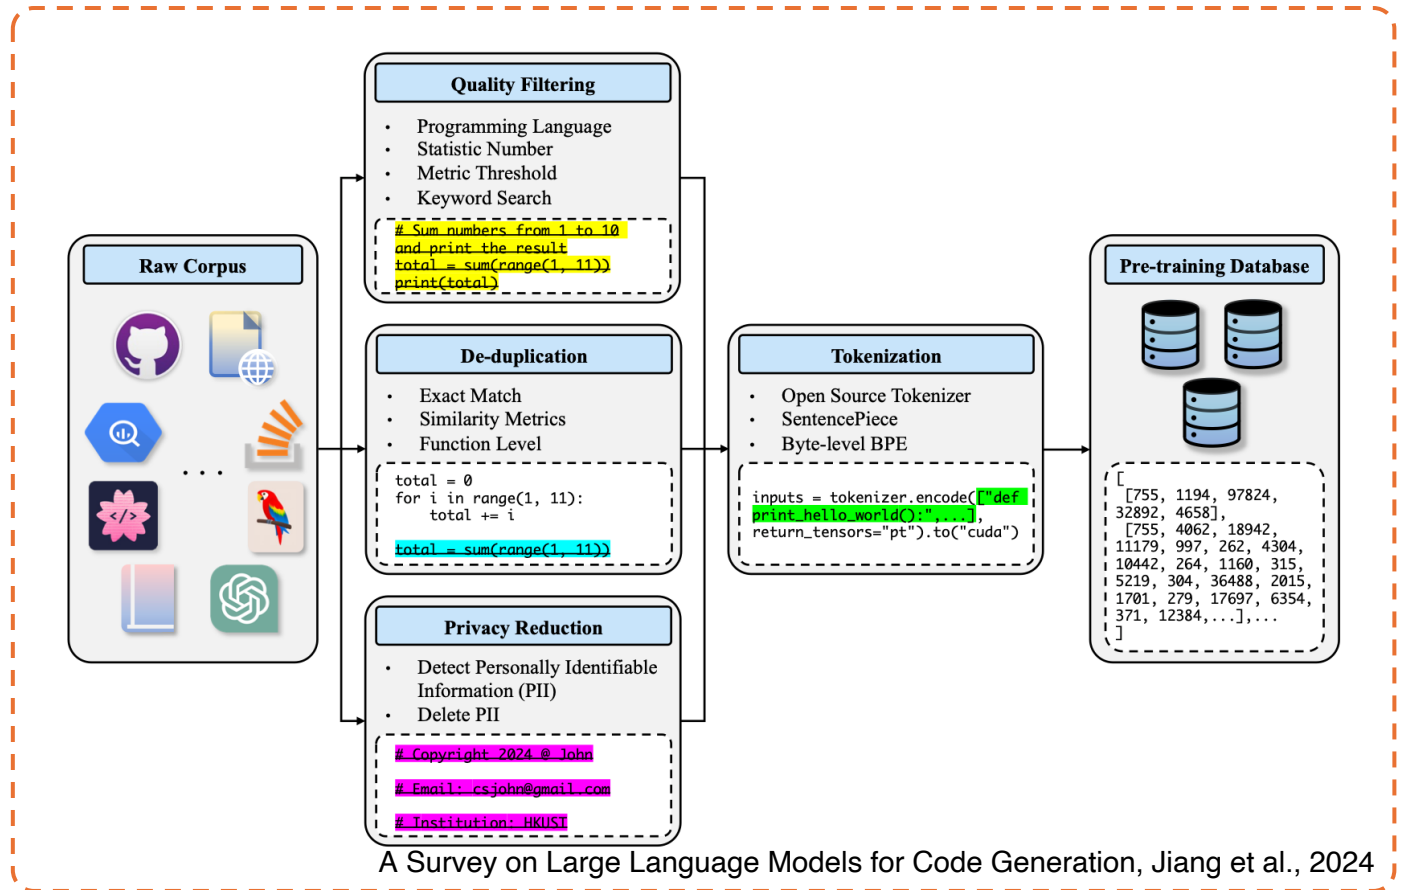 Quality Filtering
• Programming Language
• Statistic Number
• Metric Threshold
• Keyword Search
# Sum numbers from 1 to 10
and print the result
total = sum(range(1, 11))
print(total)
Raw Corpus
</>
...
De-duplication
• Exact Match
• Similarity Metrics
• Function Level
total = 0
for i in range(1, 11):
    total += i
total = sum(range(1, 11))
Privacy Reduction
• Detect Personally Identifiable
Information (PII)
• Delete PII
# Copyright 2024 @ John
# Email: csjohn@gmail.com
# Institution: HKUST
Tokenization
• Open Source Tokenizer
• SentencePiece
• Byte-level BPE
inputs = tokenizer.encode(["def
print_hello_world():",...],
return_tensors="pt").to("cuda")
Pre-training Database
[
[755, 1194, 97824,
32892, 4658],
[755, 4062, 18942,
11179, 997, 262, 4304,
10442, 264, 1160, 315,
5219, 304, 36488, 2015,
1701, 279, 17697, 6354,
371, 12384,...],...
]
A Survey on Large Language Models for Code Generation, Jiang et al., 2024